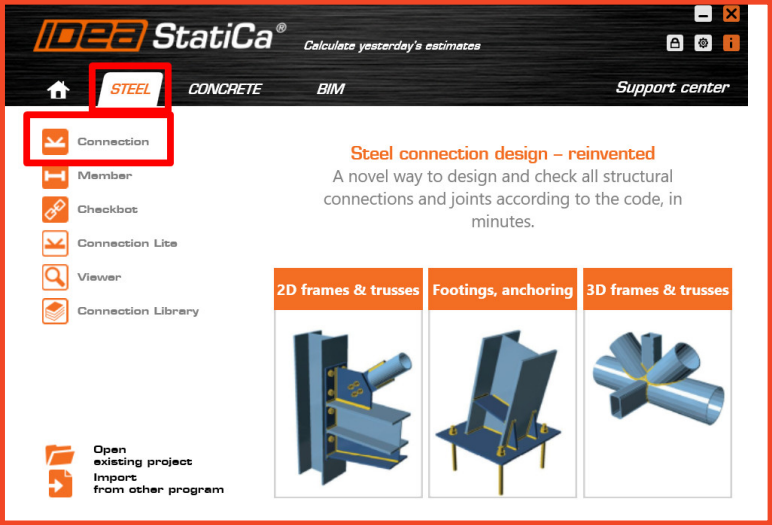 IDEA StatiCa®
Calculate yesterday's estimates
STEEL
CONCRETE
BIM
Support center
Connection
Member
Checkbot
Connection Lite
Viewer
Connection Library
Steel connection design – reinvented
A novel way to design and check all structural
connections and joints according to the code, in
minutes.
2D frames & trusses
Footings, anchoring
3D frames & trusses
Open
existing project
Import
from other program